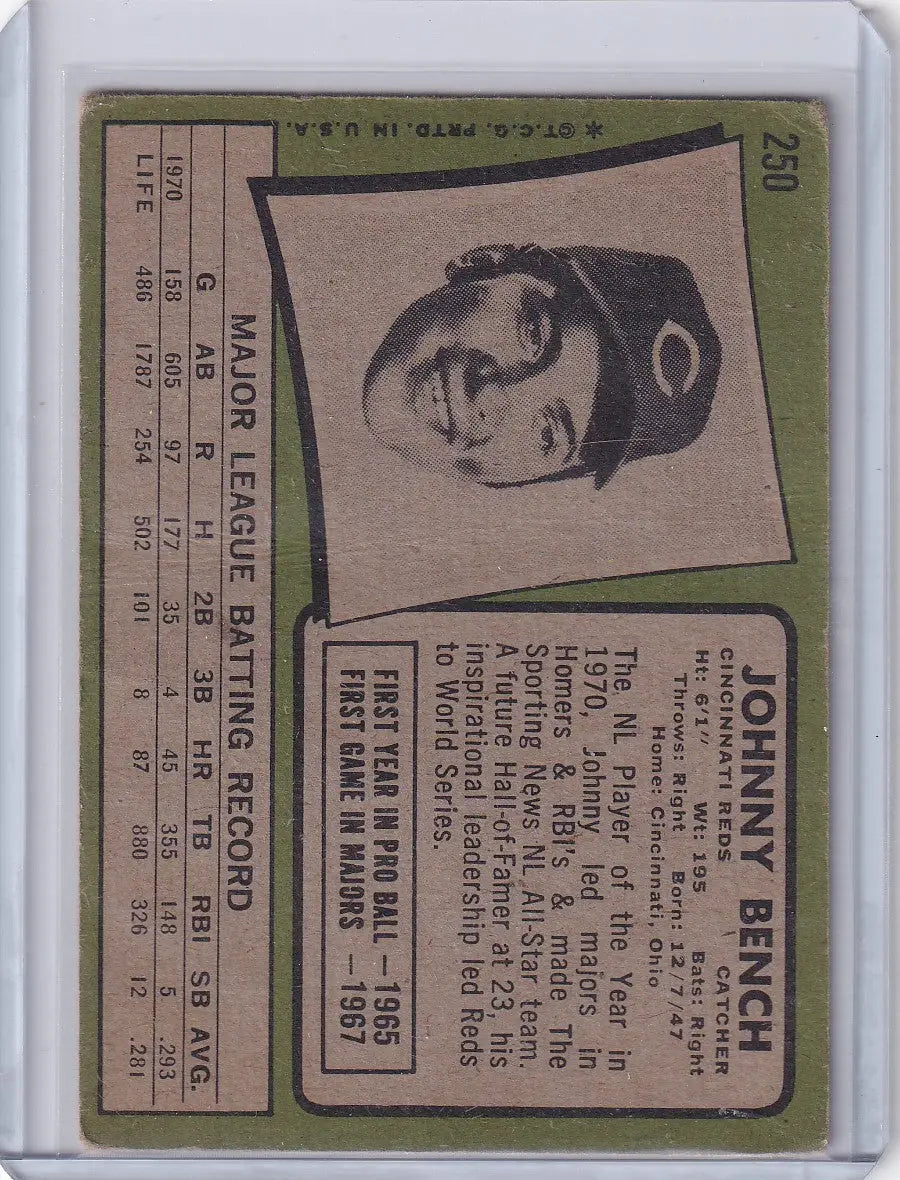 250
*©T.C.G. PRTD. IN U.S.A.
C
JOHNNY BENCH
CINCINNATI REDS CATCHER
Ht: 6'1" Wt: 195 Bats: Right
Throws: Right Born: 12/7/47
Home: Cincinnati, Ohio
The NL Player of the Year in
1970, Johnny led majors in
Homers & RBI's & made The
Sporting News NL All-Star team.
A future Hall-of-Famer at 23, his
inspirational leadership led Reds
to World Series.
FIRST YEAR IN PRO BALL — 1965
FIRST GAME IN MAJORS — 1967
MAJOR LEAGUE BATTING RECORD
G AB R H 2B 3B HR TB RBI SB AVG.
1970 158 605 97 177 35 4 45 355 148 5 .293
LIFE 486 1787 254 502 101 8 87 880 326 12 .281